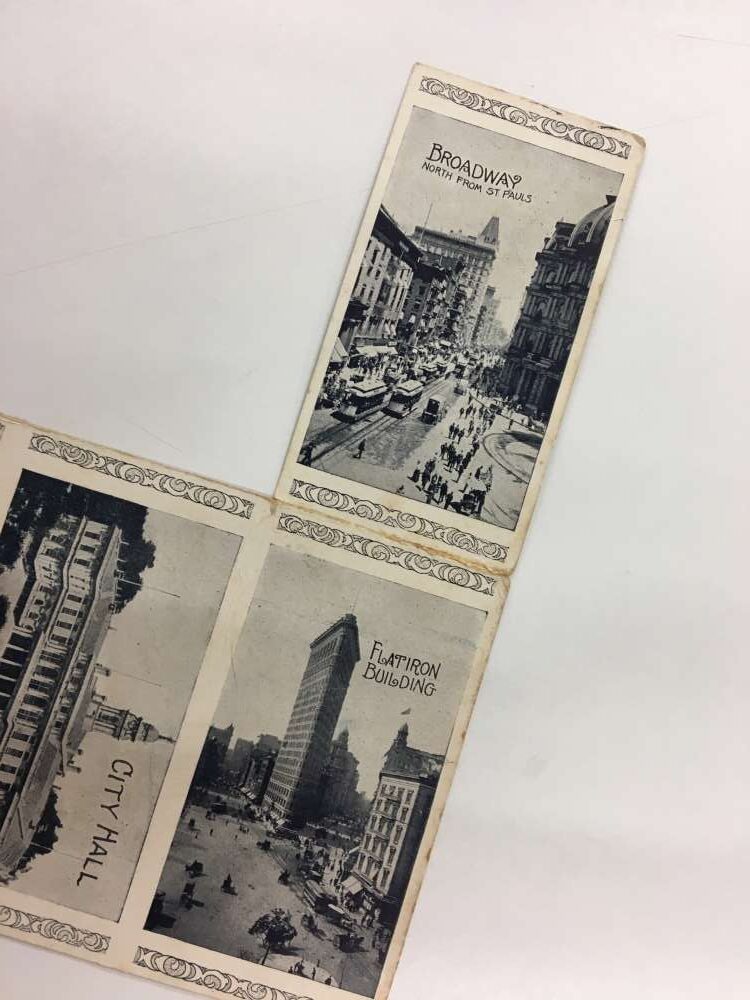 BROADWAY
NORTH FROM ST PAULS
FLATIRON
BUILDING
CITY HALL